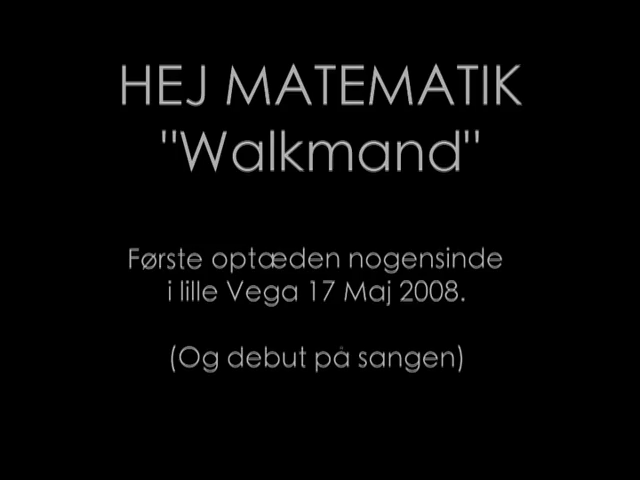 HEJ MATEMATIK
"Walkmand"
Første optæden nogensinde
i lille Vega 17 Maj 2008.
(Og debut på sangen)